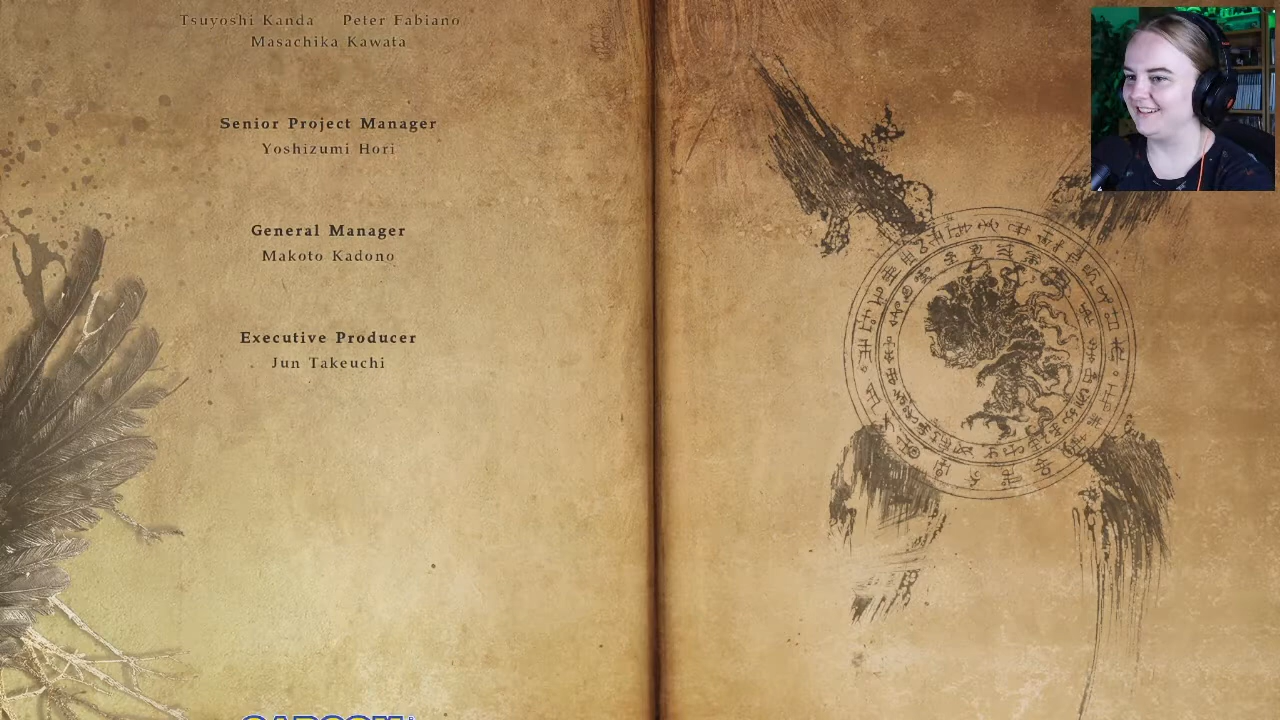 Tsuyoshi Kanda Peter Fabiano
Masachika Kawata
Senior Project Manager
Yoshizumi Hori
General Manager
Makoto Kadono
Executive Producer
Jun Takeuchi
CAPCOM